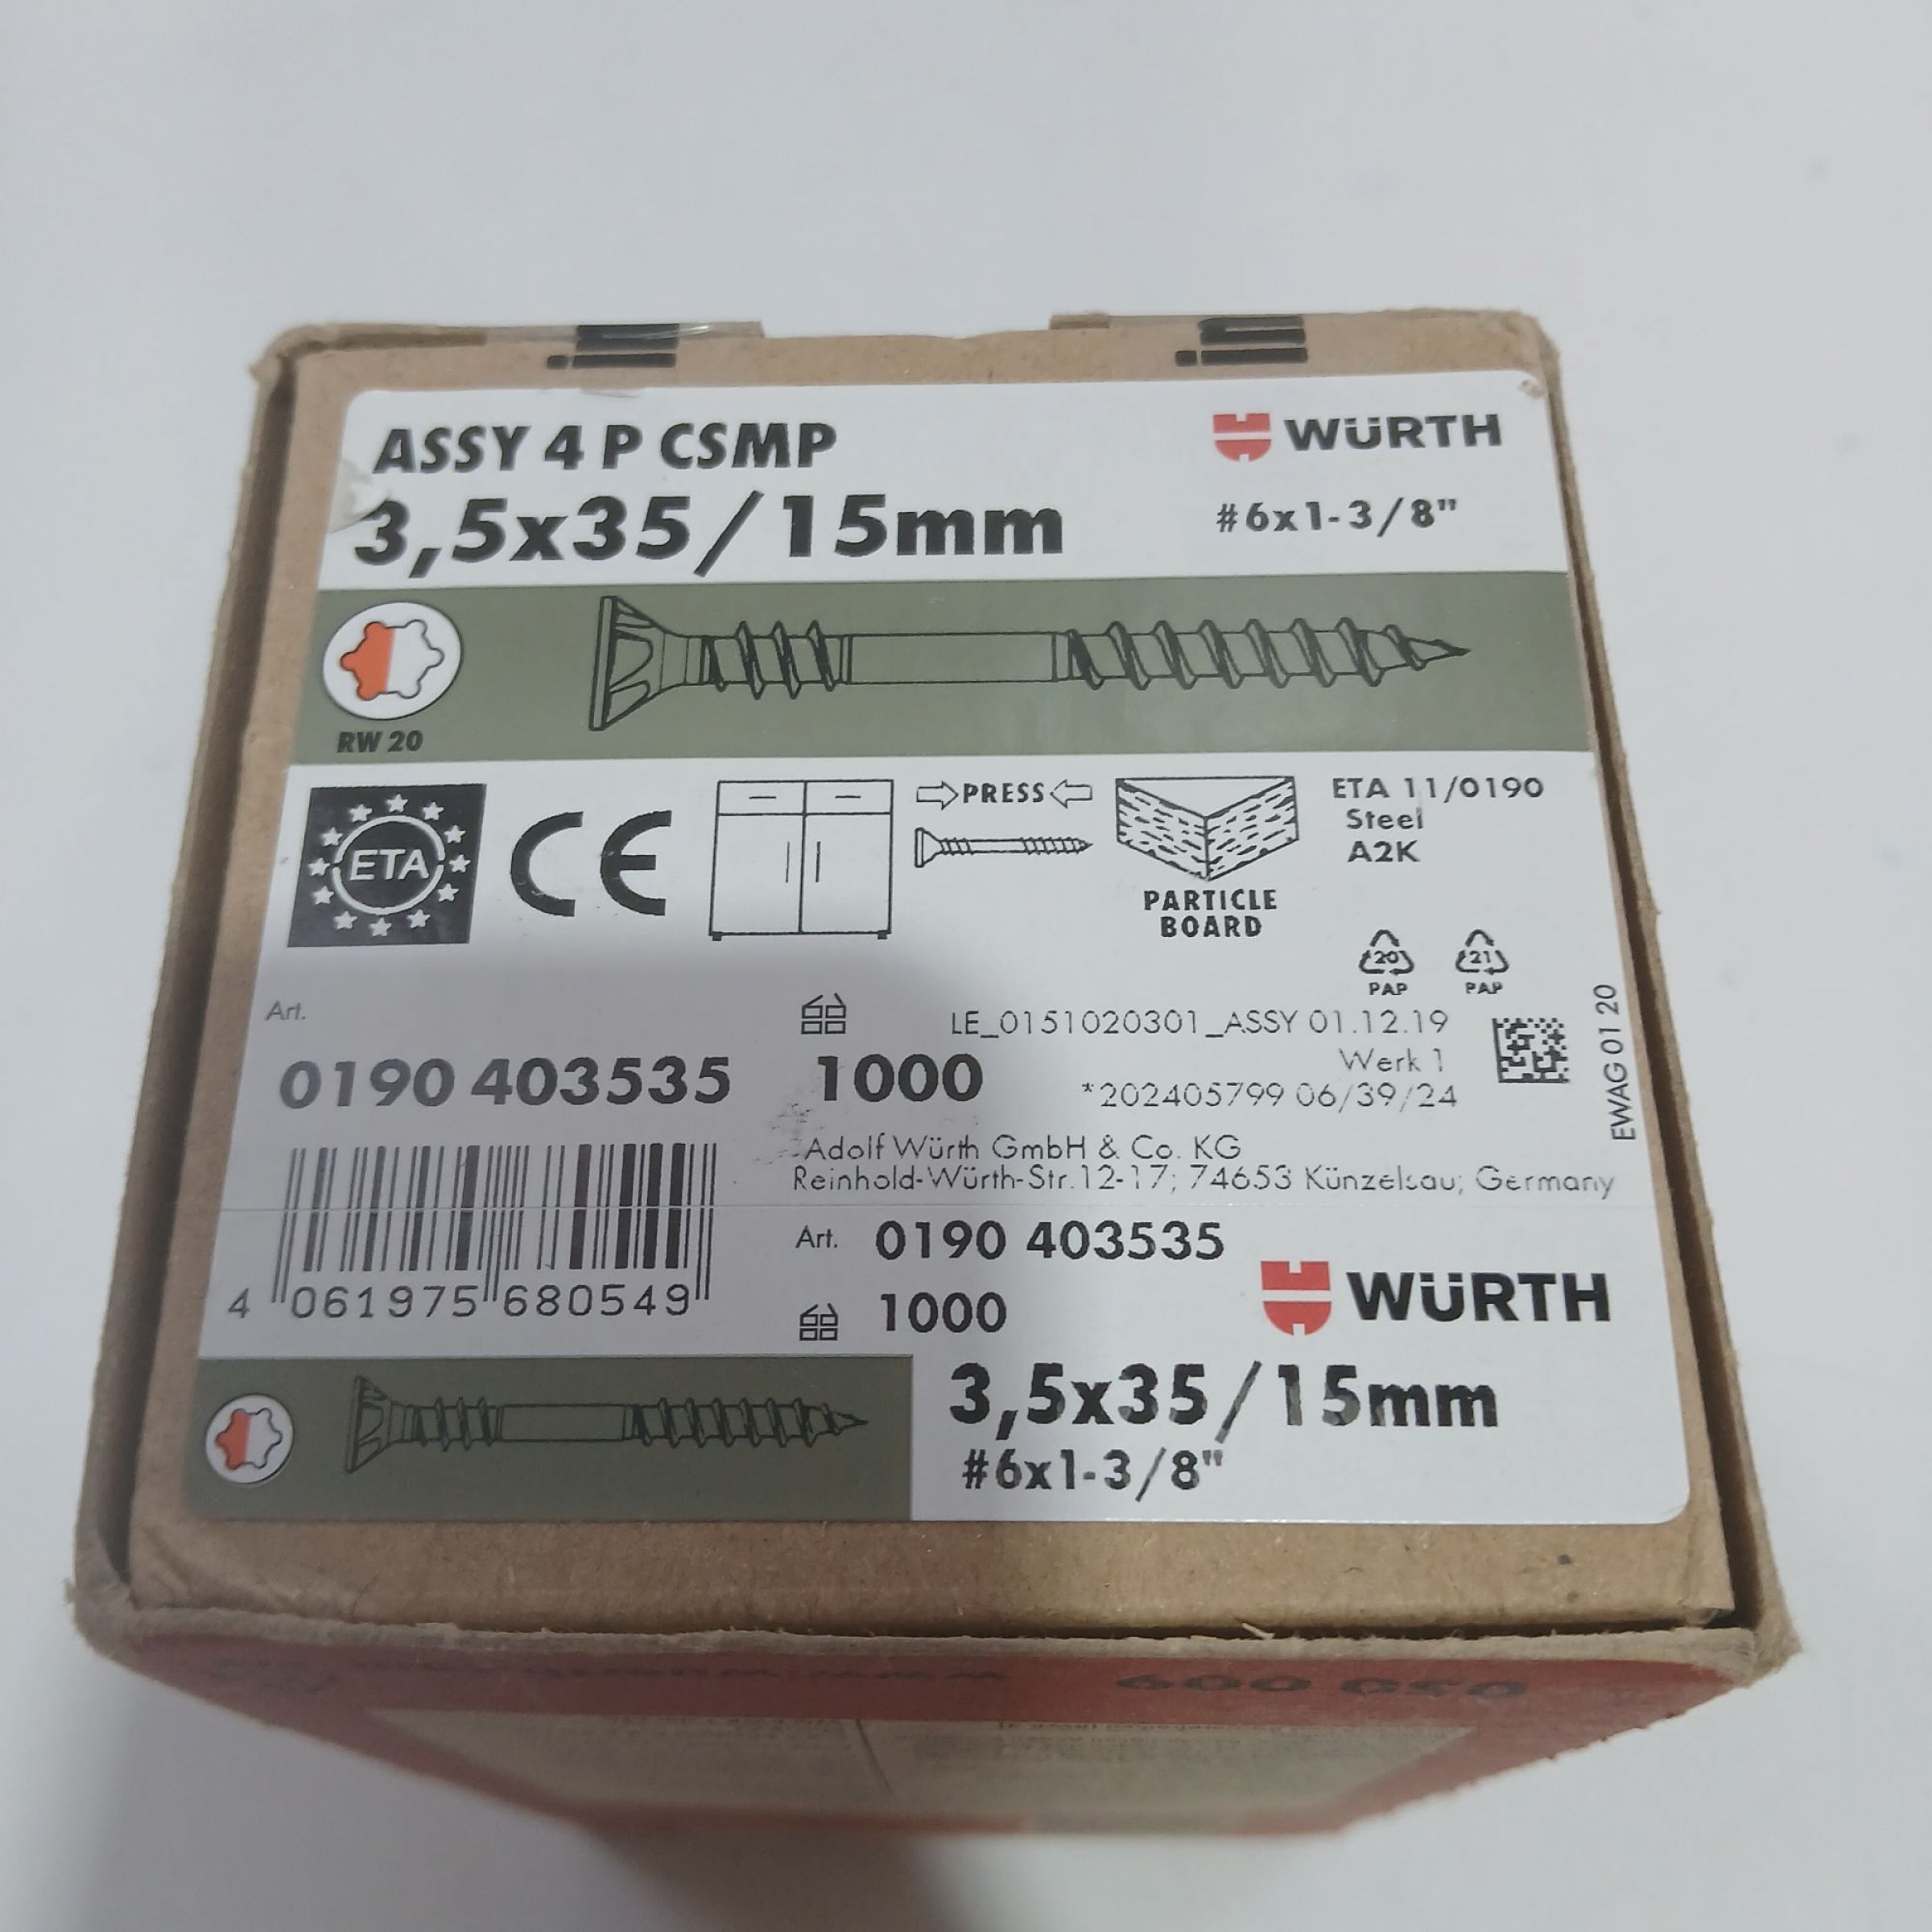 ASSY 4 P CSMP
WÜRTH
3,5x35/15mm
#6x1-3/8"
RW 20
ETA
CE
PRESS
PARTICLE
BOARD
ETA 11/0190
Steel
A2K
20
PAP
21
PAP
Art.
0190 403535
1000
LE_0151020301_ASSY 01.12.19
Werk 1
*202405799 06/39/24
EWAG 01 20
Adolf Würth GmbH & Co. KG
Reinhold-Würth-Str.12-17; 74653 Künzelsau; Germany
4 061975 680549
Art. 0190 403535
1000
WÜRTH
3,5x35/15mm
#6x1-3/8"